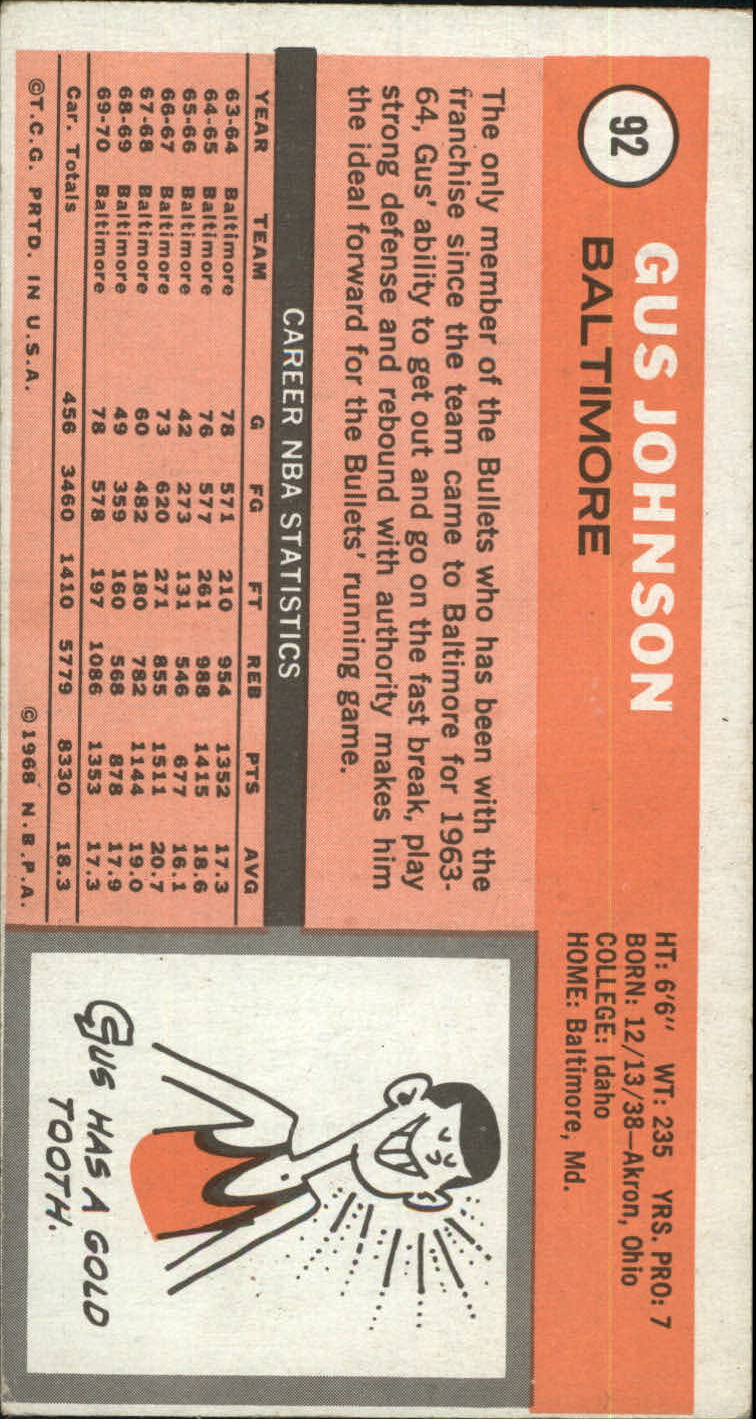 92
GUS JOHNSON
BALTIMORE
HT: 6'6" WT: 235 YRS. PRO: 7
BORN: 12/13/38—Akron, Ohio
COLLEGE: Idaho
HOME: Baltimore, Md.
The only member of the Bullets who has been with the
franchise since the team came to Baltimore for 1963-
64, Gus' ability to get out and go on the fast break, play
strong defense and rebound with authority makes him
the ideal forward for the Bullets' running game.
CAREER NBA STATISTICS
YEAR TEAM G FG FT REB PTS AVG
63-64 Baltimore 78 571 210 954 1352 17.3
64-65 Baltimore 76 577 261 988 1415 18.6
65-66 Baltimore 42 273 131 546 677 16.1
66-67 Baltimore 73 620 271 855 1511 20.7
67-68 Baltimore 60 482 180 782 1144 19.0
68-69 Baltimore 49 359 160 568 878 17.9
69-70 Baltimore 78 578 197 1086 1353 17.3
Car. Totals 456 3460 1410 5779 8330 18.3
©T.C.G. PRTD. IN U.S.A. ©1968 N.B.P.A.
GUS HAS A GOLD
TOOTH.